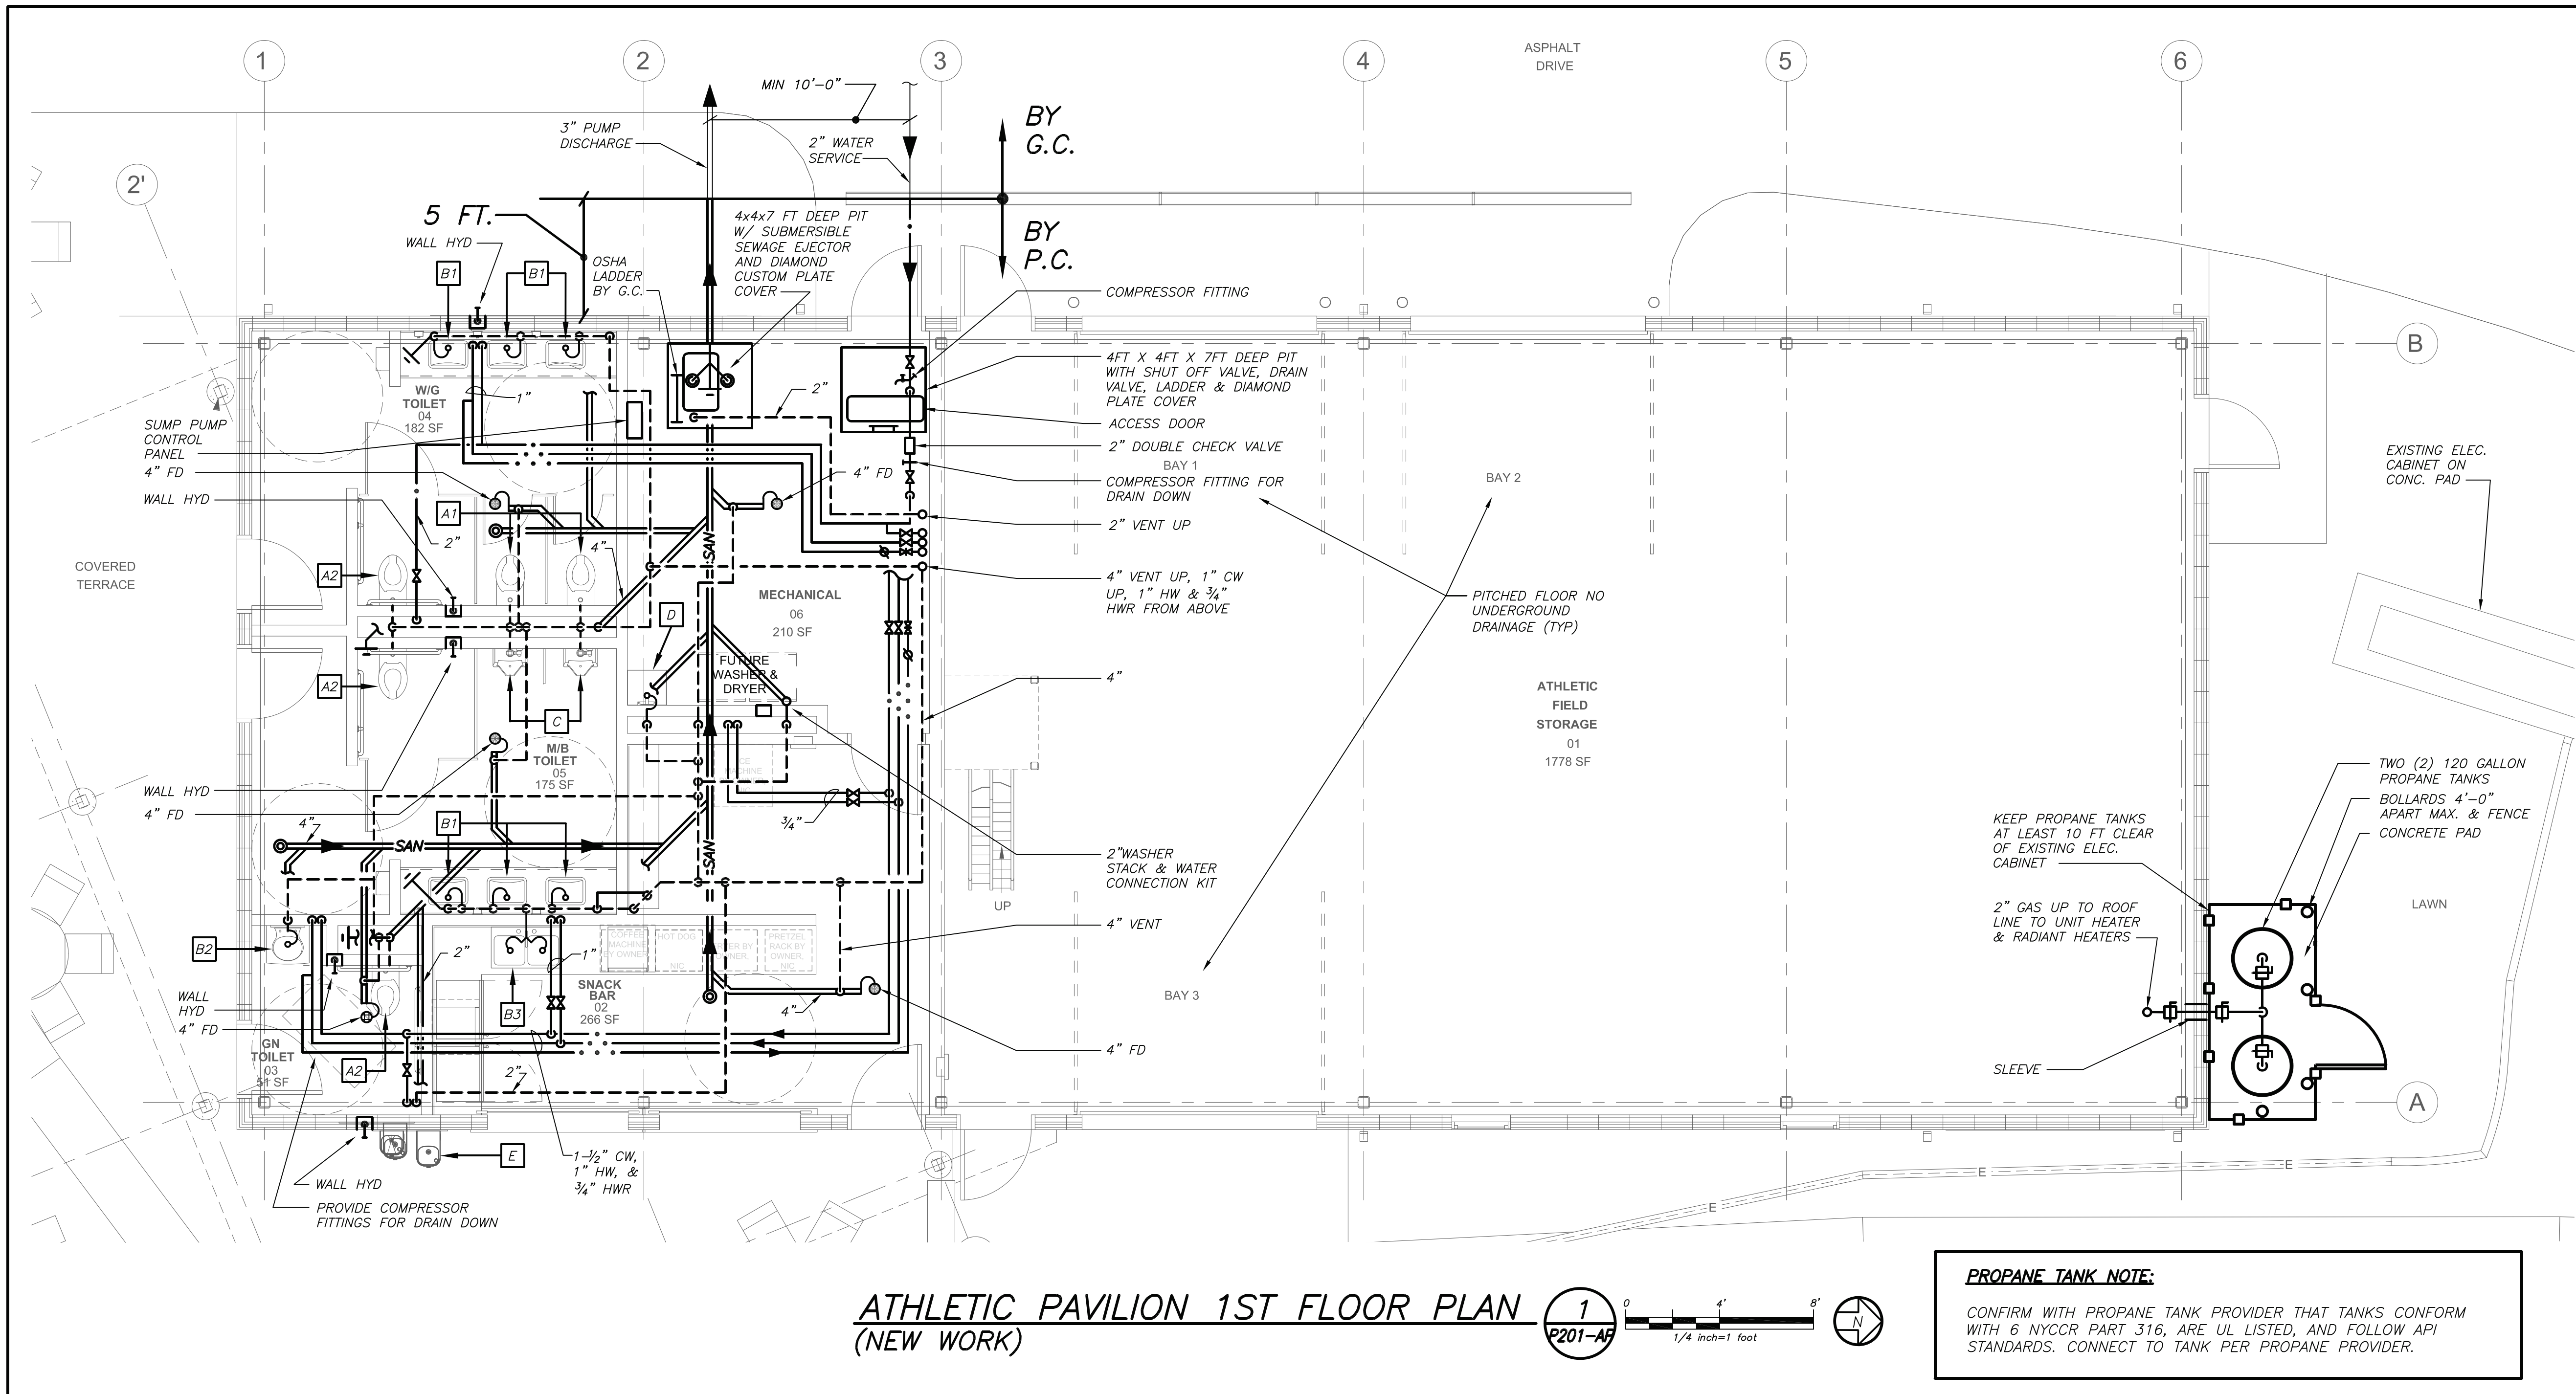 1
2
3
4
5
6
2'
B
A
ASPHALT
DRIVE
MIN 10'-0"
BY
G.C.
BY
P.C.
3" PUMP
DISCHARGE
2" WATER
SERVICE
5 FT.
WALL HYD
B1
B1
OSHA
LADDER
BY G.C.
4x4x7 FT DEEP PIT
W/ SUBMERSIBLE
SEWAGE EJECTOR
AND DIAMOND
CUSTOM PLATE
COVER
COMPRESSOR FITTING
4FT X 4FT X 7FT DEEP PIT
WITH SHUT OFF VALVE, DRAIN
VALVE, LADDER & DIAMOND
PLATE COVER
ACCESS DOOR
2" DOUBLE CHECK VALVE
BAY 1
COMPRESSOR FITTING FOR
DRAIN DOWN
2" VENT UP
4" VENT UP, 1" CW
UP, 1" HW & 3/4"
HWR FROM ABOVE
4"
2"WASHER
STACK & WATER
CONNECTION KIT
4" VENT
4" FD
W/G
TOILET
04
182 SF
1"
2"
SUMP PUMP
CONTROL
PANEL
4" FD
WALL HYD
4" FD
A1
2"
4"
SAN
COVERED
TERRACE
A2
A2
D
MECHANICAL
06
210 SF
FUTURE
WASHER &
DRYER
C
M/B
TOILET
05
175 SF
ICE
MACHINE
WALL HYD
4" FD
3/4"
B1
4"
SAN
SAN
BAY 2
PITCHED FLOOR NO
UNDERGROUND
DRAINAGE (TYP)
ATHLETIC
FIELD
STORAGE
01
1778 SF
UP
BAY 3
EXISTING ELEC.
CABINET ON
CONC. PAD
TWO (2) 120 GALLON
PROPANE TANKS
BOLLARDS 4'-0"
APART MAX. & FENCE
CONCRETE PAD
KEEP PROPANE TANKS
AT LEAST 10 FT CLEAR
OF EXISTING ELEC.
CABINET
2" GAS UP TO ROOF
LINE TO UNIT HEATER
& RADIANT HEATERS
SLEEVE
LAWN
B2
2"
1"
MACHINE
BY OWNER
HOT DOG
NIC
BY
OWNER,
PRETZEL
RACK BY
OWNER,
NIC
SNACK
BAR
02
266 SF
B3
4"
WALL
HYD
4" FD
GN
TOILET
03
51 SF
A2
2"
E
1-1/2" CW,
1" HW, &
3/4" HWR
WALL HYD
PROVIDE COMPRESSOR
FITTINGS FOR DRAIN DOWN
E
E
E
ATHLETIC PAVILION 1ST FLOOR PLAN
(NEW WORK)
1
P201-AP
0 4' 8'
1/4 inch=1 foot
N
PROPANE TANK NOTE:
CONFIRM WITH PROPANE TANK PROVIDER THAT TANKS CONFORM
WITH 6 NYCCR PART 316, ARE UL LISTED, AND FOLLOW API
STANDARDS. CONNECT TO TANK PER PROPANE PROVIDER.